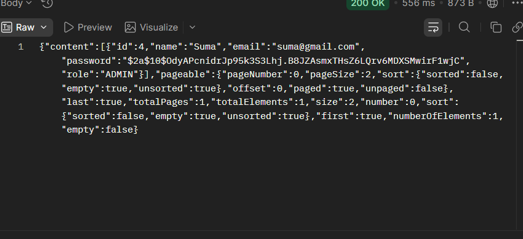 Body
200 OK 556 ms 873 B
Raw Preview Visualize
1 {"content":[{"id":4,"name":"Suma","email":"suma@gmail.com",
"password":"$2a$10$OdyAPcnidrJp95k3S3Lhj.B8JZAsmxTHsZ6LQrv6MDXSMwirF1wjC",
"role":"ADMIN"}],"pageable":{"pageNumber":0,"pageSize":2,"sort":{"sorted":false,
"empty":true,"unsorted":true},"offset":0,"paged":true,"unpaged":false},
"last":true,"totalPages":1,"totalElements":1,"size":2,"number":0,"sort":
{"sorted":false,"empty":true,"unsorted":true},"first":true,"numberOfElements":1,
"empty":false}